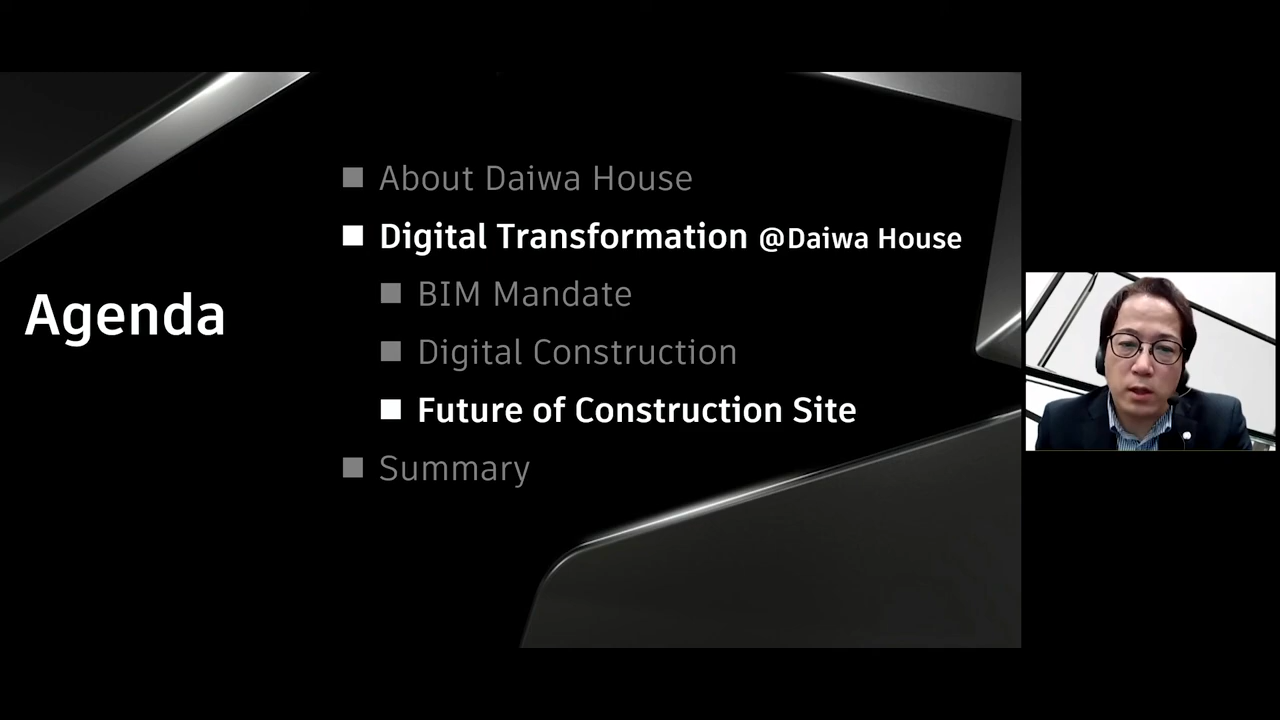 Agenda
About Daiwa House
Digital Transformation @Daiwa House
BIM Mandate
Digital Construction
Future of Construction Site
Summary